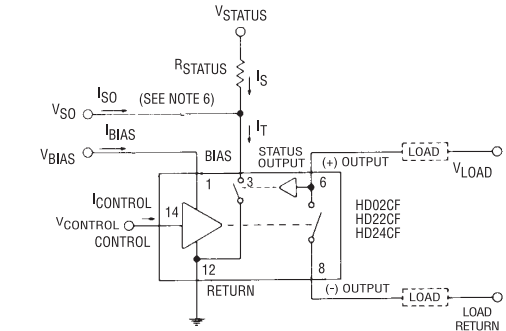 VSTATUS
RSTATUS
IS
ISO
(SEE NOTE 6)
VSO
IT
IBIAS
VBIAS
BIAS
STATUS
OUTPUT
(+) OUTPUT
LOAD
VLOAD
1
3
6
ICONTROL
14
VCONTROL
CONTROL
HD02CF
HD22CF
HD24CF
12
8
RETURN
(-) OUTPUT
LOAD
LOAD
RETURN